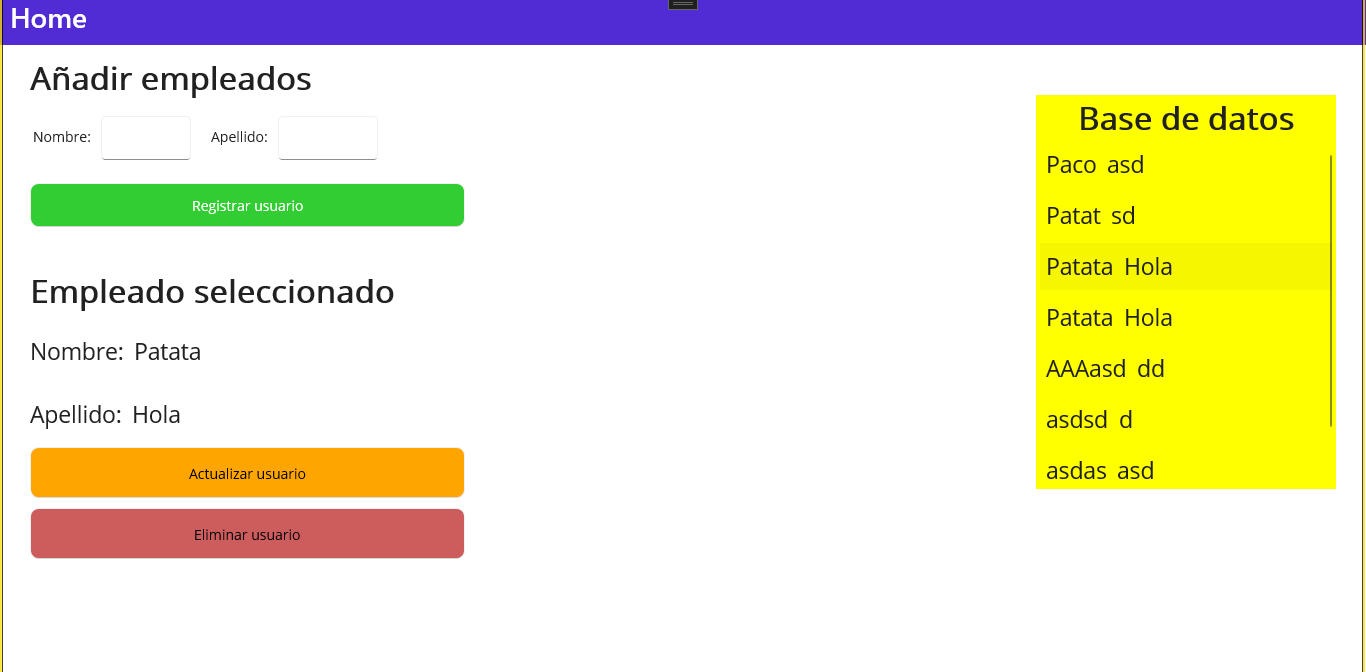 Home
Añadir empleados
Nombre:
Apellido:
Registrar usuario
Empleado seleccionado
Nombre: Patata
Apellido: Hola
Actualizar usuario
Eliminar usuario
Base de datos
Paco asd
Patat sd
Patata Hola
Patata Hola
AAAasd dd
asdsd d
asdas asd